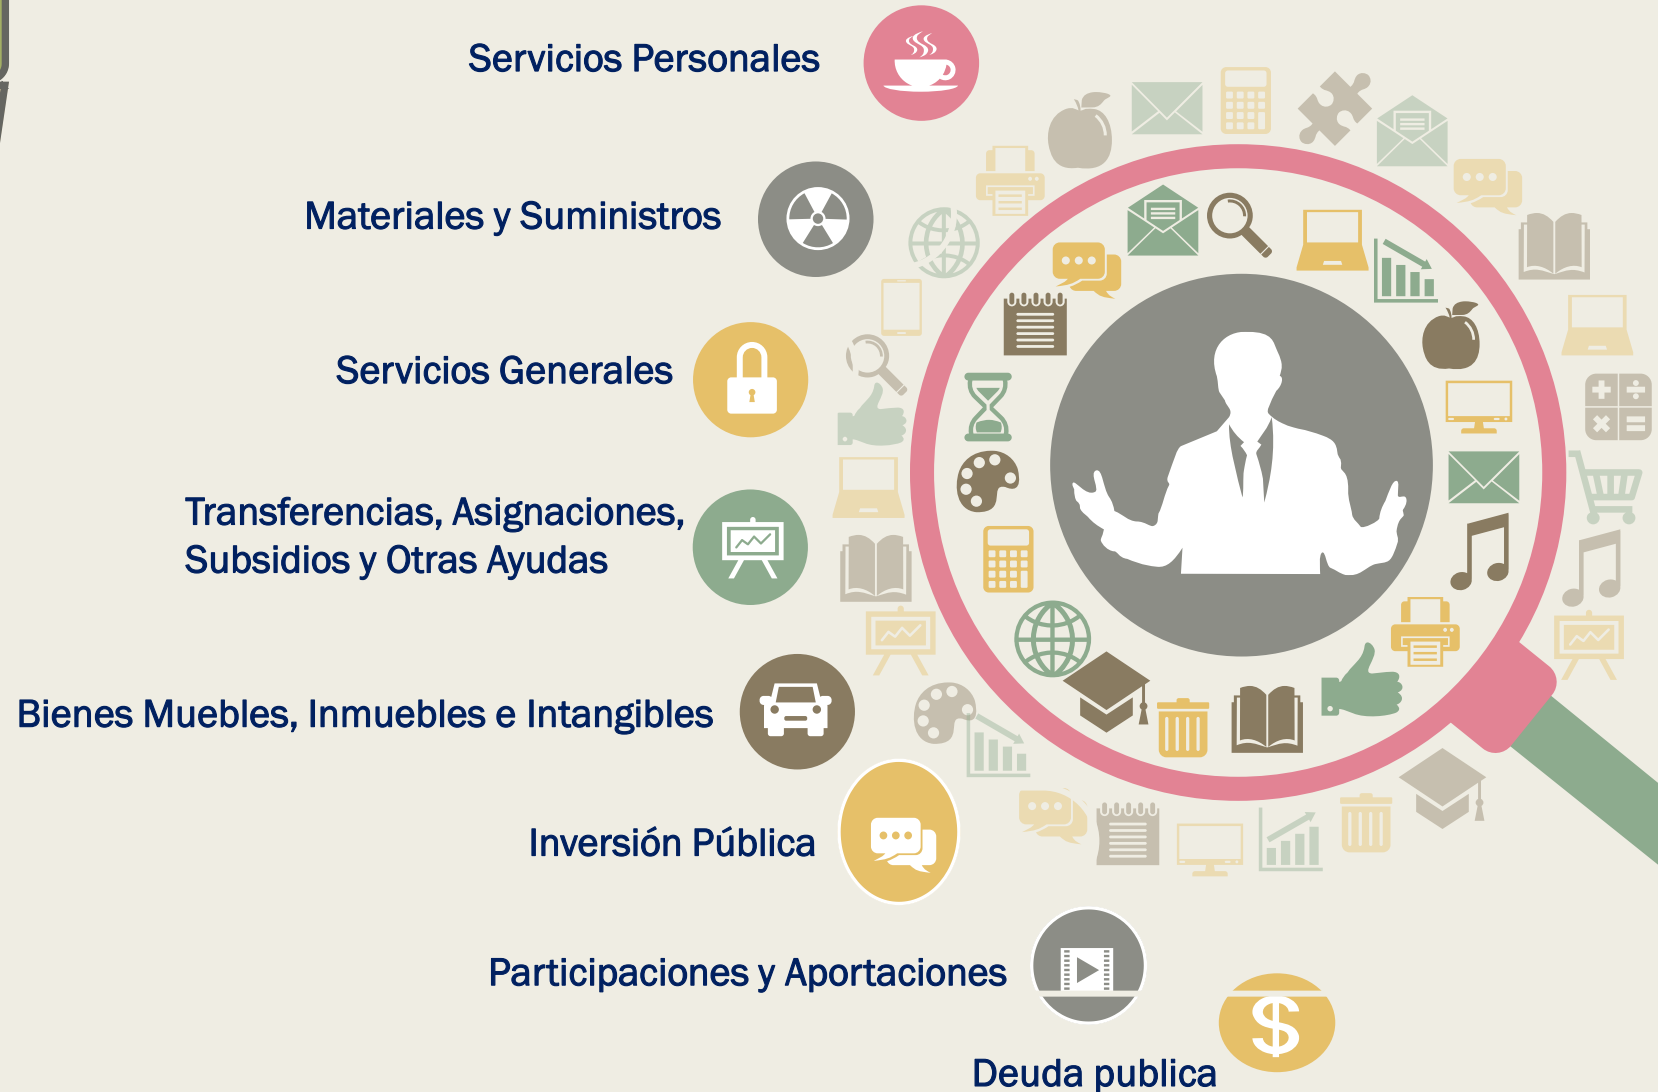 Servicios Personales
Materiales y Suministros
Servicios Generales
Transferencias, Asignaciones,
Subsidios y Otras Ayudas
Bienes Muebles, Inmuebles e Intangibles
Inversión Pública
Participaciones y Aportaciones
$
Deuda publica